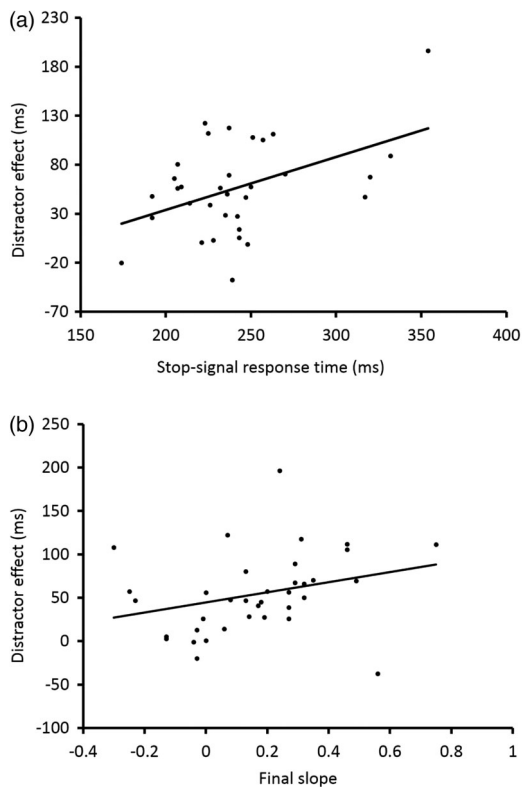 (a)
230
180
130
80
30
-20
-70
Distractor effect (ms)
150 200 250 300 350 400
Stop-signal response time (ms)
(b)
250
200
150
100
50
0
-50
-100
Distractor effect (ms)
-0.4 -0.2 0 0.2 0.4 0.6 0.8 1
Final slope